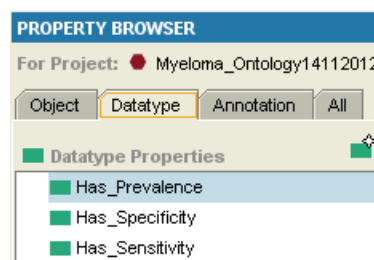 PROPERTY BROWSER
For Project: Myeloma_Ontology14112012
Object Datatype Annotation All
Datatype Properties
Has_Prevalence
Has_Specificity
Has_Sensitivity